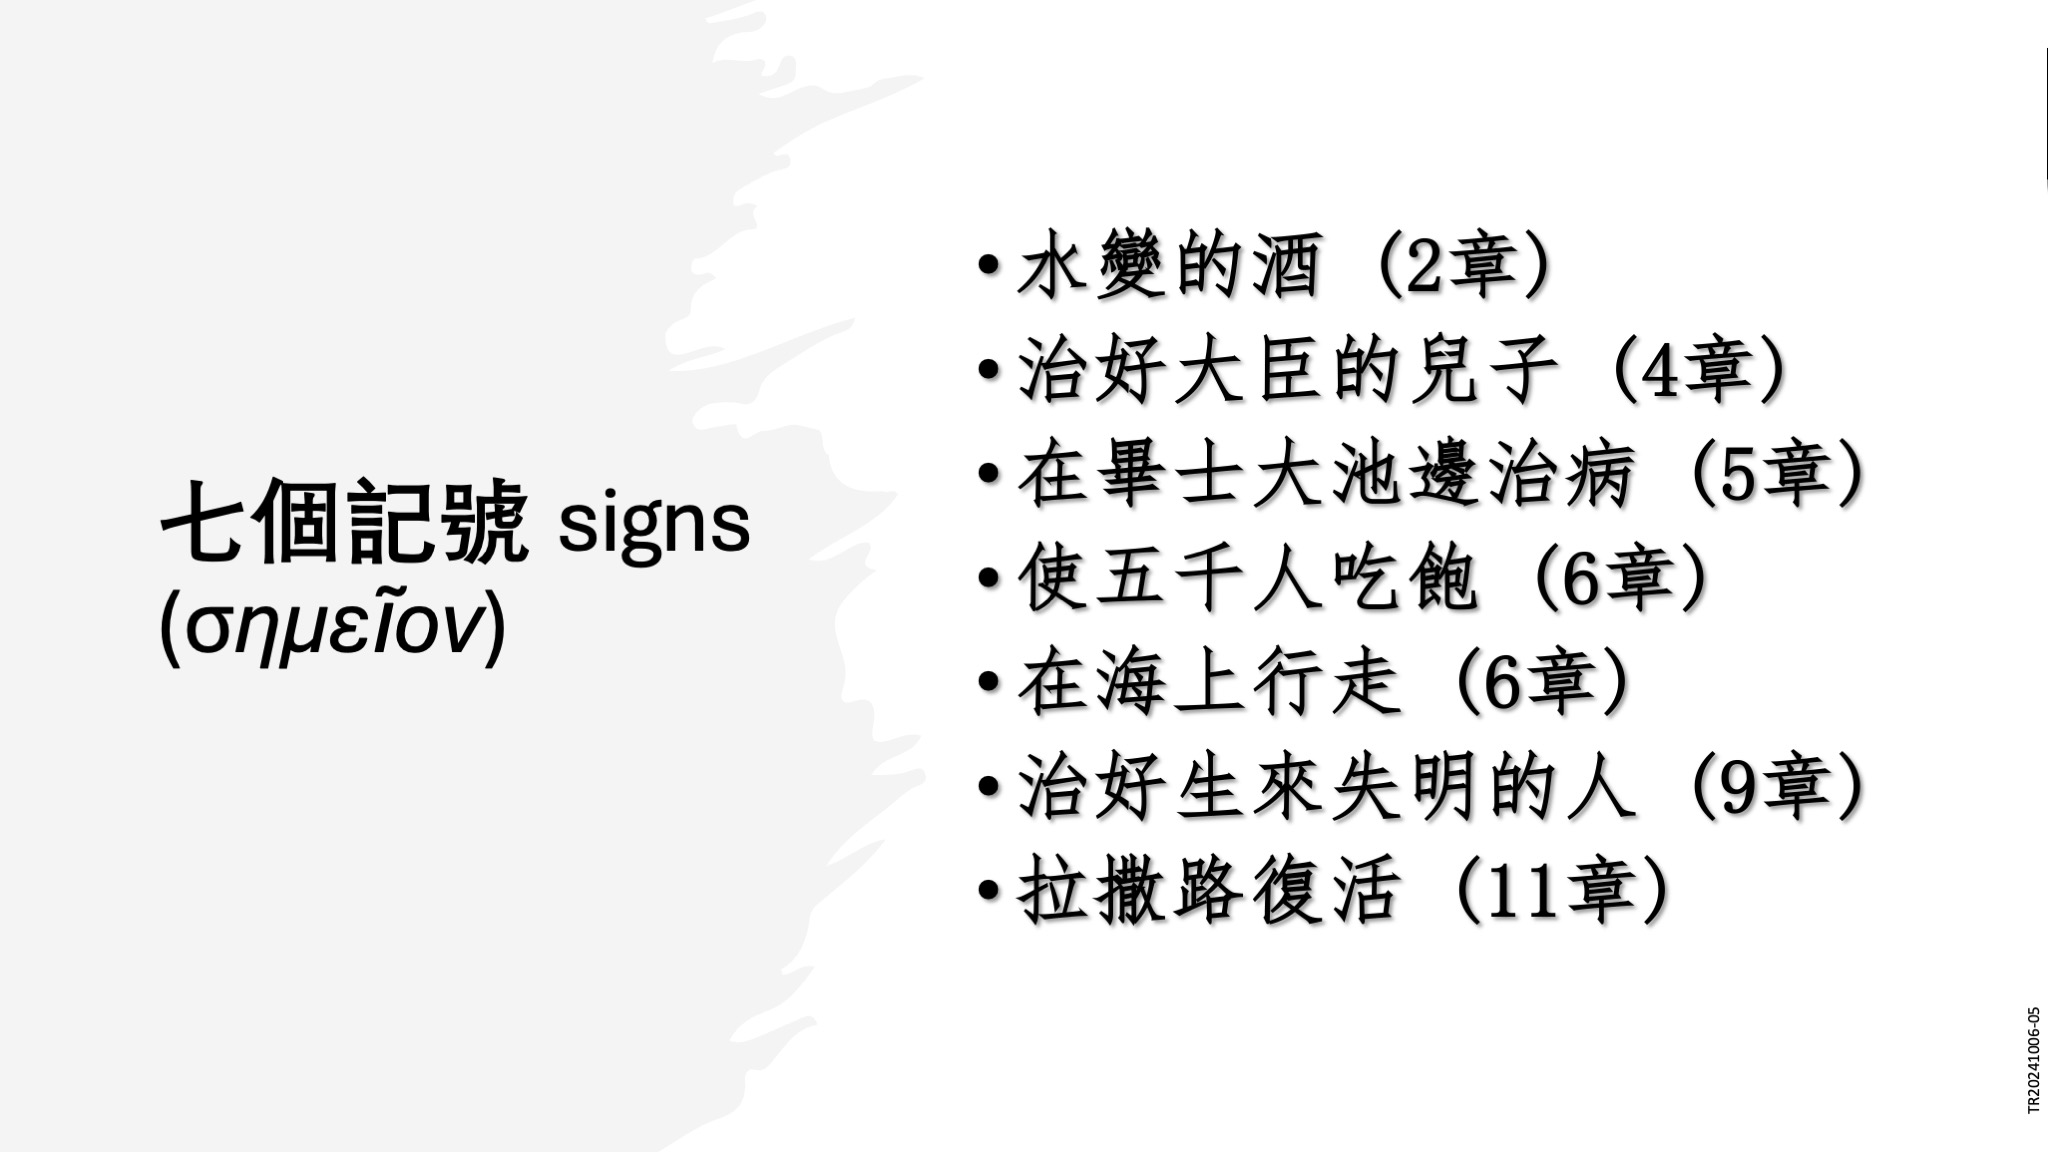 七個記號 signs
(σημεῖον)
• 水變的酒 (2章)
• 治好大臣的兒子 (4章)
• 在畢士大池邊治病 (5章)
• 使五千人吃飽 (6章)
• 在海上行走 (6章)
• 治好生來失明的人 (9章)
• 拉撒路復活 (11章)
TR20241006-05